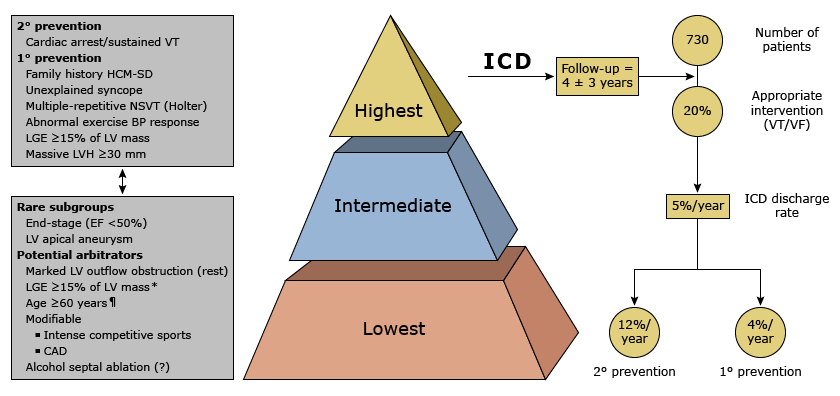 2° prevention
Cardiac arrest/sustained VT
1° prevention
Family history HCM-SD
Unexplained syncope
Multiple-repetitive NSVT (Holter)
Abnormal exercise BP response
LGE ≥15% of LV mass
Massive LVH ≥30 mm
Rare subgroups
End-stage (EF <50%)
LV apical aneurysm
Potential arbitrators
Marked LV outflow obstruction (rest)
LGE ≥15% of LV mass*
Age ≥60 years¶
Modifiable
▪ Intense competitive sports
▪ CAD
Alcohol septal ablation (?)
Highest
Intermediate
Lowest
ICD
Follow-up =
4 ± 3 years
730
Number of
patients
20%
Appropriate
intervention
(VT/VF)
5%/year
ICD discharge
rate
12%/
year
2° prevention
4%/
year
1° prevention